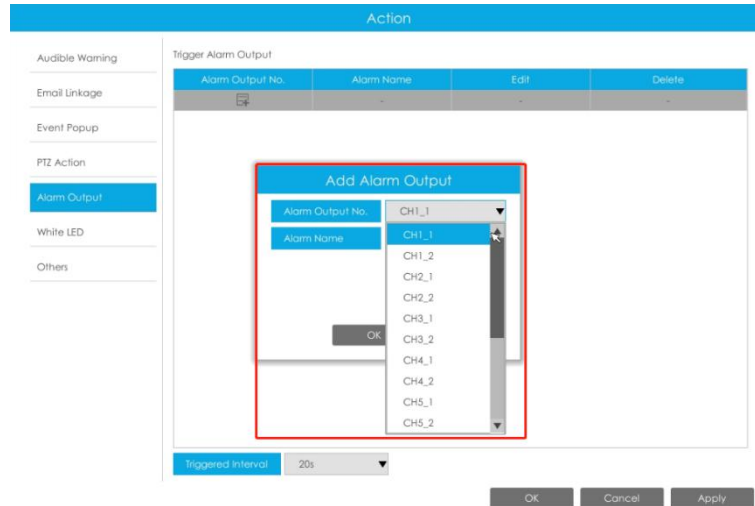 Action
Audible Warning
Email Linkage
Event Popup
PTZ Action
Alarm Output
White LED
Others
Trigger Alarm Output
Alarm Output No. Alarm Name Edit Delete
- - -
Add Alarm Output
Alarm Output No. CH1_1
Alarm Name
CH1_1
CH1_2
CH2_1
CH2_2
CH3_1
CH3_2
CH4_1
CH4_2
CH5_1
CH5_2
OK
Triggered Interval 20s
OK Cancel Apply